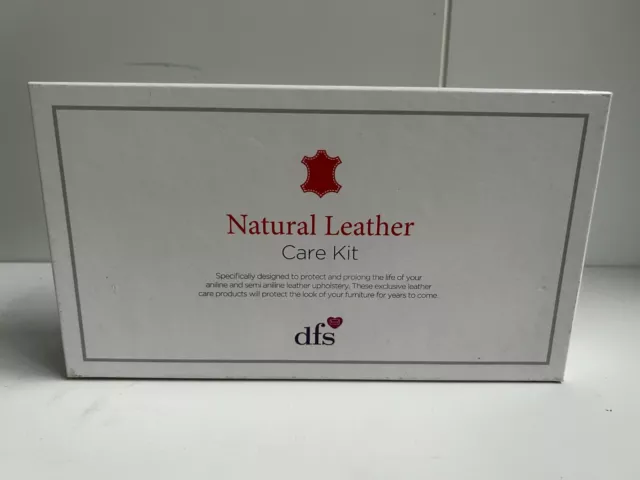 Natural Leather
Care Kit
Specifically designed to protect and prolong the life of your
aniline and semi aniline leather upholstery. These exclusive leather
care products will protect the look of your furniture for years to come.
dfs